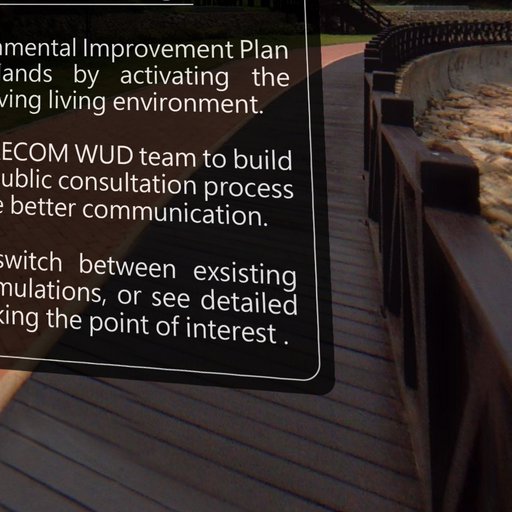 nmental Improvement Plan
lands by activating the
ving living environment.
ECOM WUD team to build
ublic consultation process
e better communication.
switch between exsisting
mulations, or see detailed
king the point of interest .